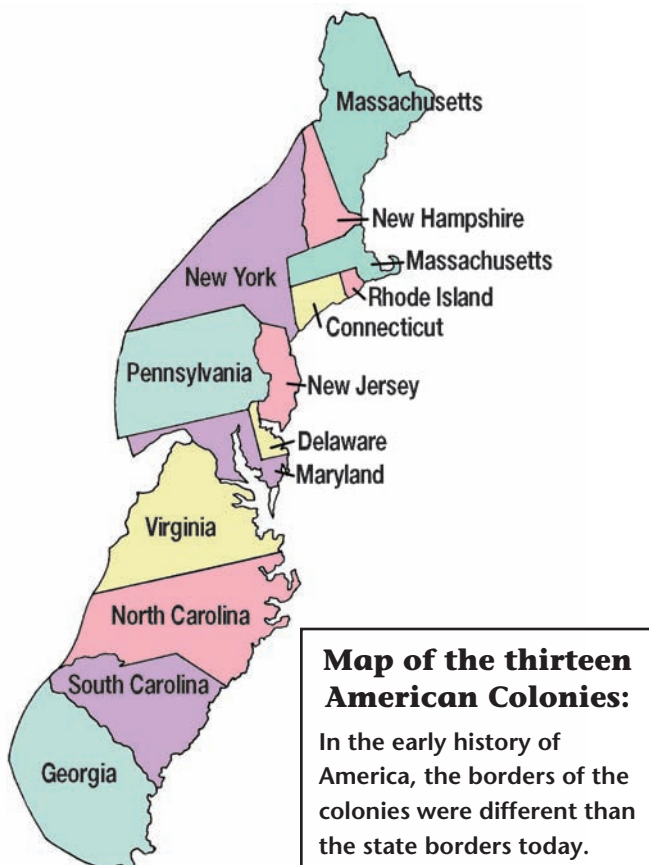 Massachusetts
New Hampshire
Massachusetts
New York
Rhode Island
Connecticut
Pennsylvania
New Jersey
Delaware
Maryland
Virginia
North Carolina
South Carolina
Georgia
Map of the thirteen
American Colonies:
In the early history of
America, the borders of the
colonies were different than
the state borders today.